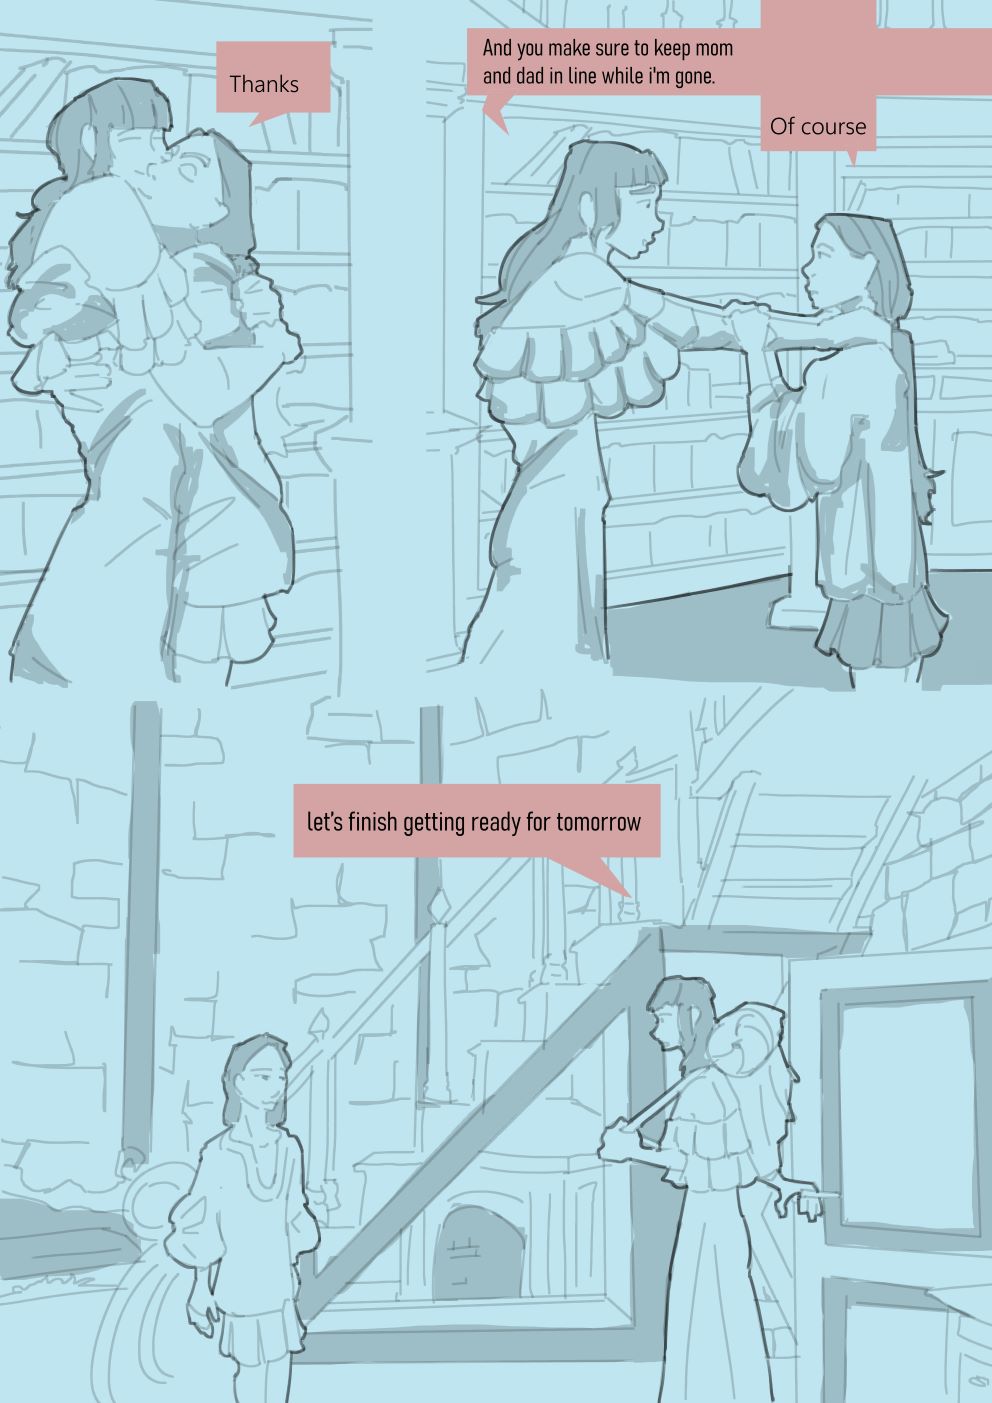 Thanks
And you make sure to keep mom
and dad in line while i'm gone.
Of course
let's finish getting ready for tomorrow